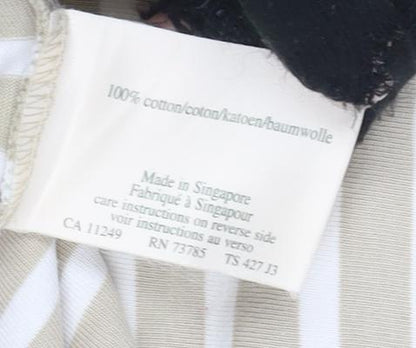 100% cotton/coton/katoen/baumwolle
Made in Singapore
Fabriqué à Singapour
care instructions on reverse side
voir instructions au verso
CA 11249 RN 73785 TS 427 J3